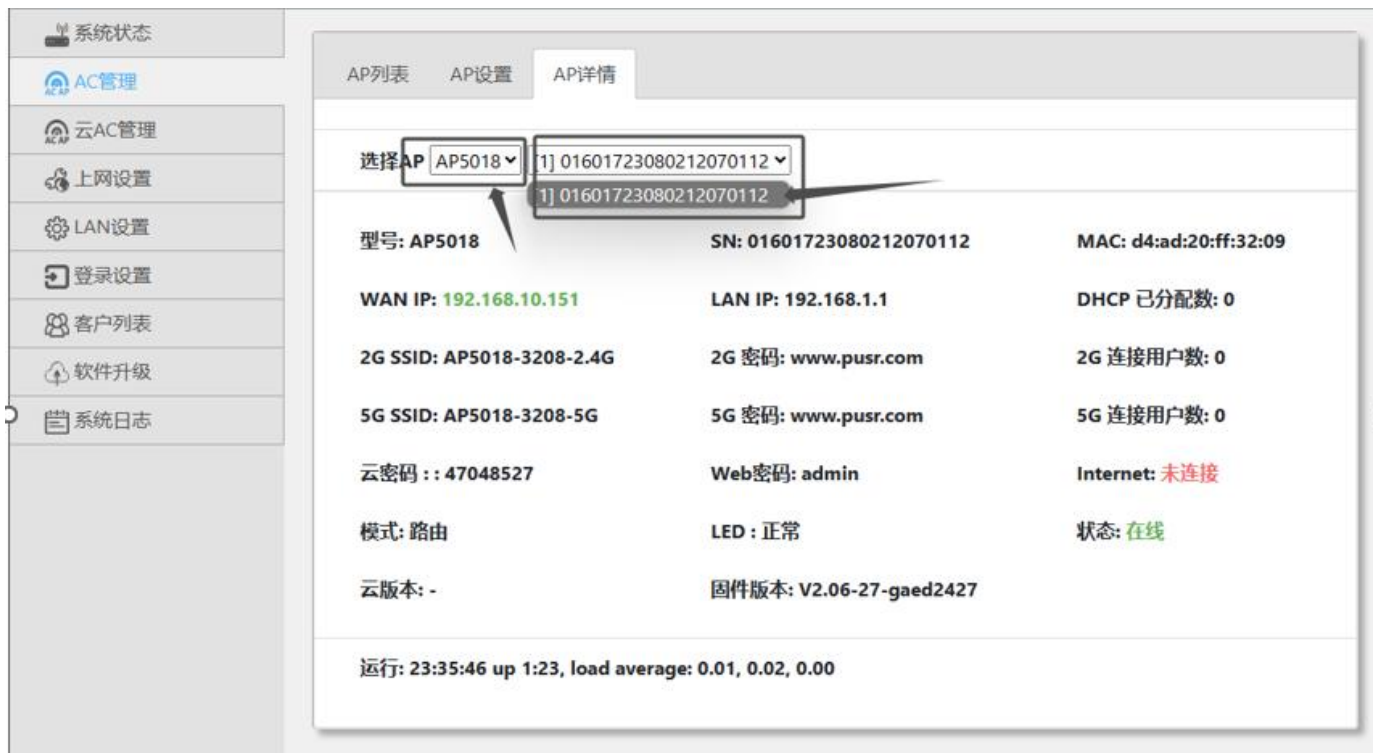 系统状态
AC管理
云AC管理
上网设置
LAN设置
登录设置
客户列表
软件升级
系统日志
AP列表 AP设置 AP详情
选择AP AP5018 [1] 01601723080212070112
1] 01601723080212070112
型号: AP5018 SN: 01601723080212070112 MAC: d4:ad:20:ff:32:09
WAN IP: 192.168.10.151 LAN IP: 192.168.1.1 DHCP 已分配数: 0
2G SSID: AP5018-3208-2.4G 2G 密码: www.pusr.com 2G 连接用户数: 0
5G SSID: AP5018-3208-5G 5G 密码: www.pusr.com 5G 连接用户数: 0
云密码 : : 47048527 Web密码: admin Internet: 未连接
模式: 路由 LED : 正常 状态: 在线
云版本: - 固件版本: V2.06-27-gaed2427
运行: 23:35:46 up 1:23, load average: 0.01, 0.02, 0.00